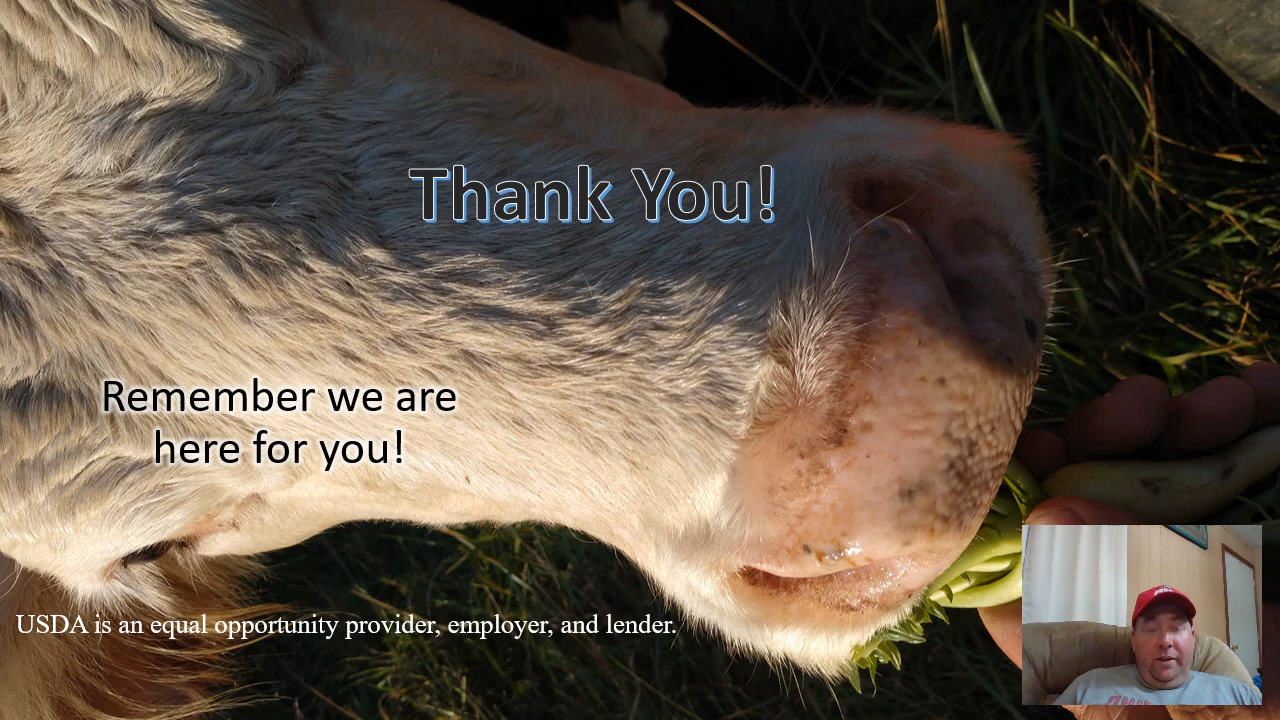 Thank You!
Remember we are
here for you!
USDA is an equal opportunity provider, employer, and lender.